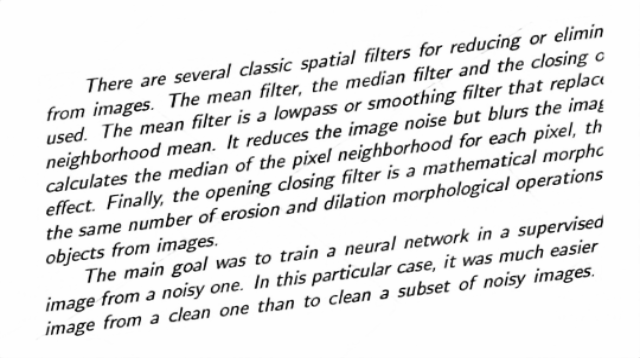 There are several classic spatial filters for reducing or elimin
from images. The mean filter, the median filter and the closing o
used. The mean filter is a lowpass or smoothing filter that replace
neighborhood mean. It reduces the image noise but blurs the imag
calculates the median of the pixel neighborhood for each pixel, th
effect. Finally, the opening closing filter is a mathematical morpho
the same number of erosion and dilation morphological operations
objects from images.
The main goal was to train a neural network in a supervised
image from a noisy one. In this particular case, it was much easier
image from a clean one than to clean a subset of noisy images.